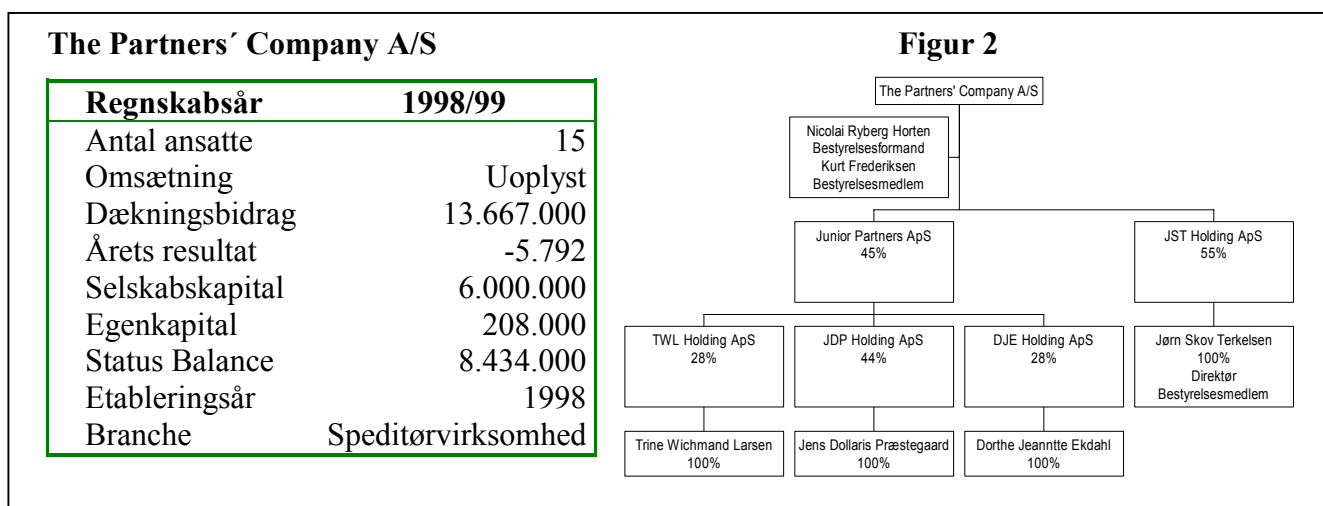 The Partners´ Company A/S
Regnskabsår 1998/99
Antal ansatte 15
Omsætning Uoplyst
Dækningsbidrag 13.667.000
Årets resultat -5.792
Selskabskapital 6.000.000
Egenkapital 208.000
Status Balance 8.434.000
Etableringsår 1998
Branche Speditørvirksomhed
Figur 2
The Partners' Company A/S
Nicolai Ryberg Horten
Bestyrelsesformand
Kurt Frederiksen
Bestyrelsesmedlem
Junior Partners ApS
45%
JST Holding ApS
55%
TWL Holding ApS
28%
JDP Holding ApS
44%
DJE Holding ApS
28%
Jørn Skov Terkelsen
100%
Direktør
Bestyrelsesmedlem
Trine Wichmand Larsen
100%
Jens Dollaris Præstegaard
100%
Dorthe Jeanntte Ekdahl
100%